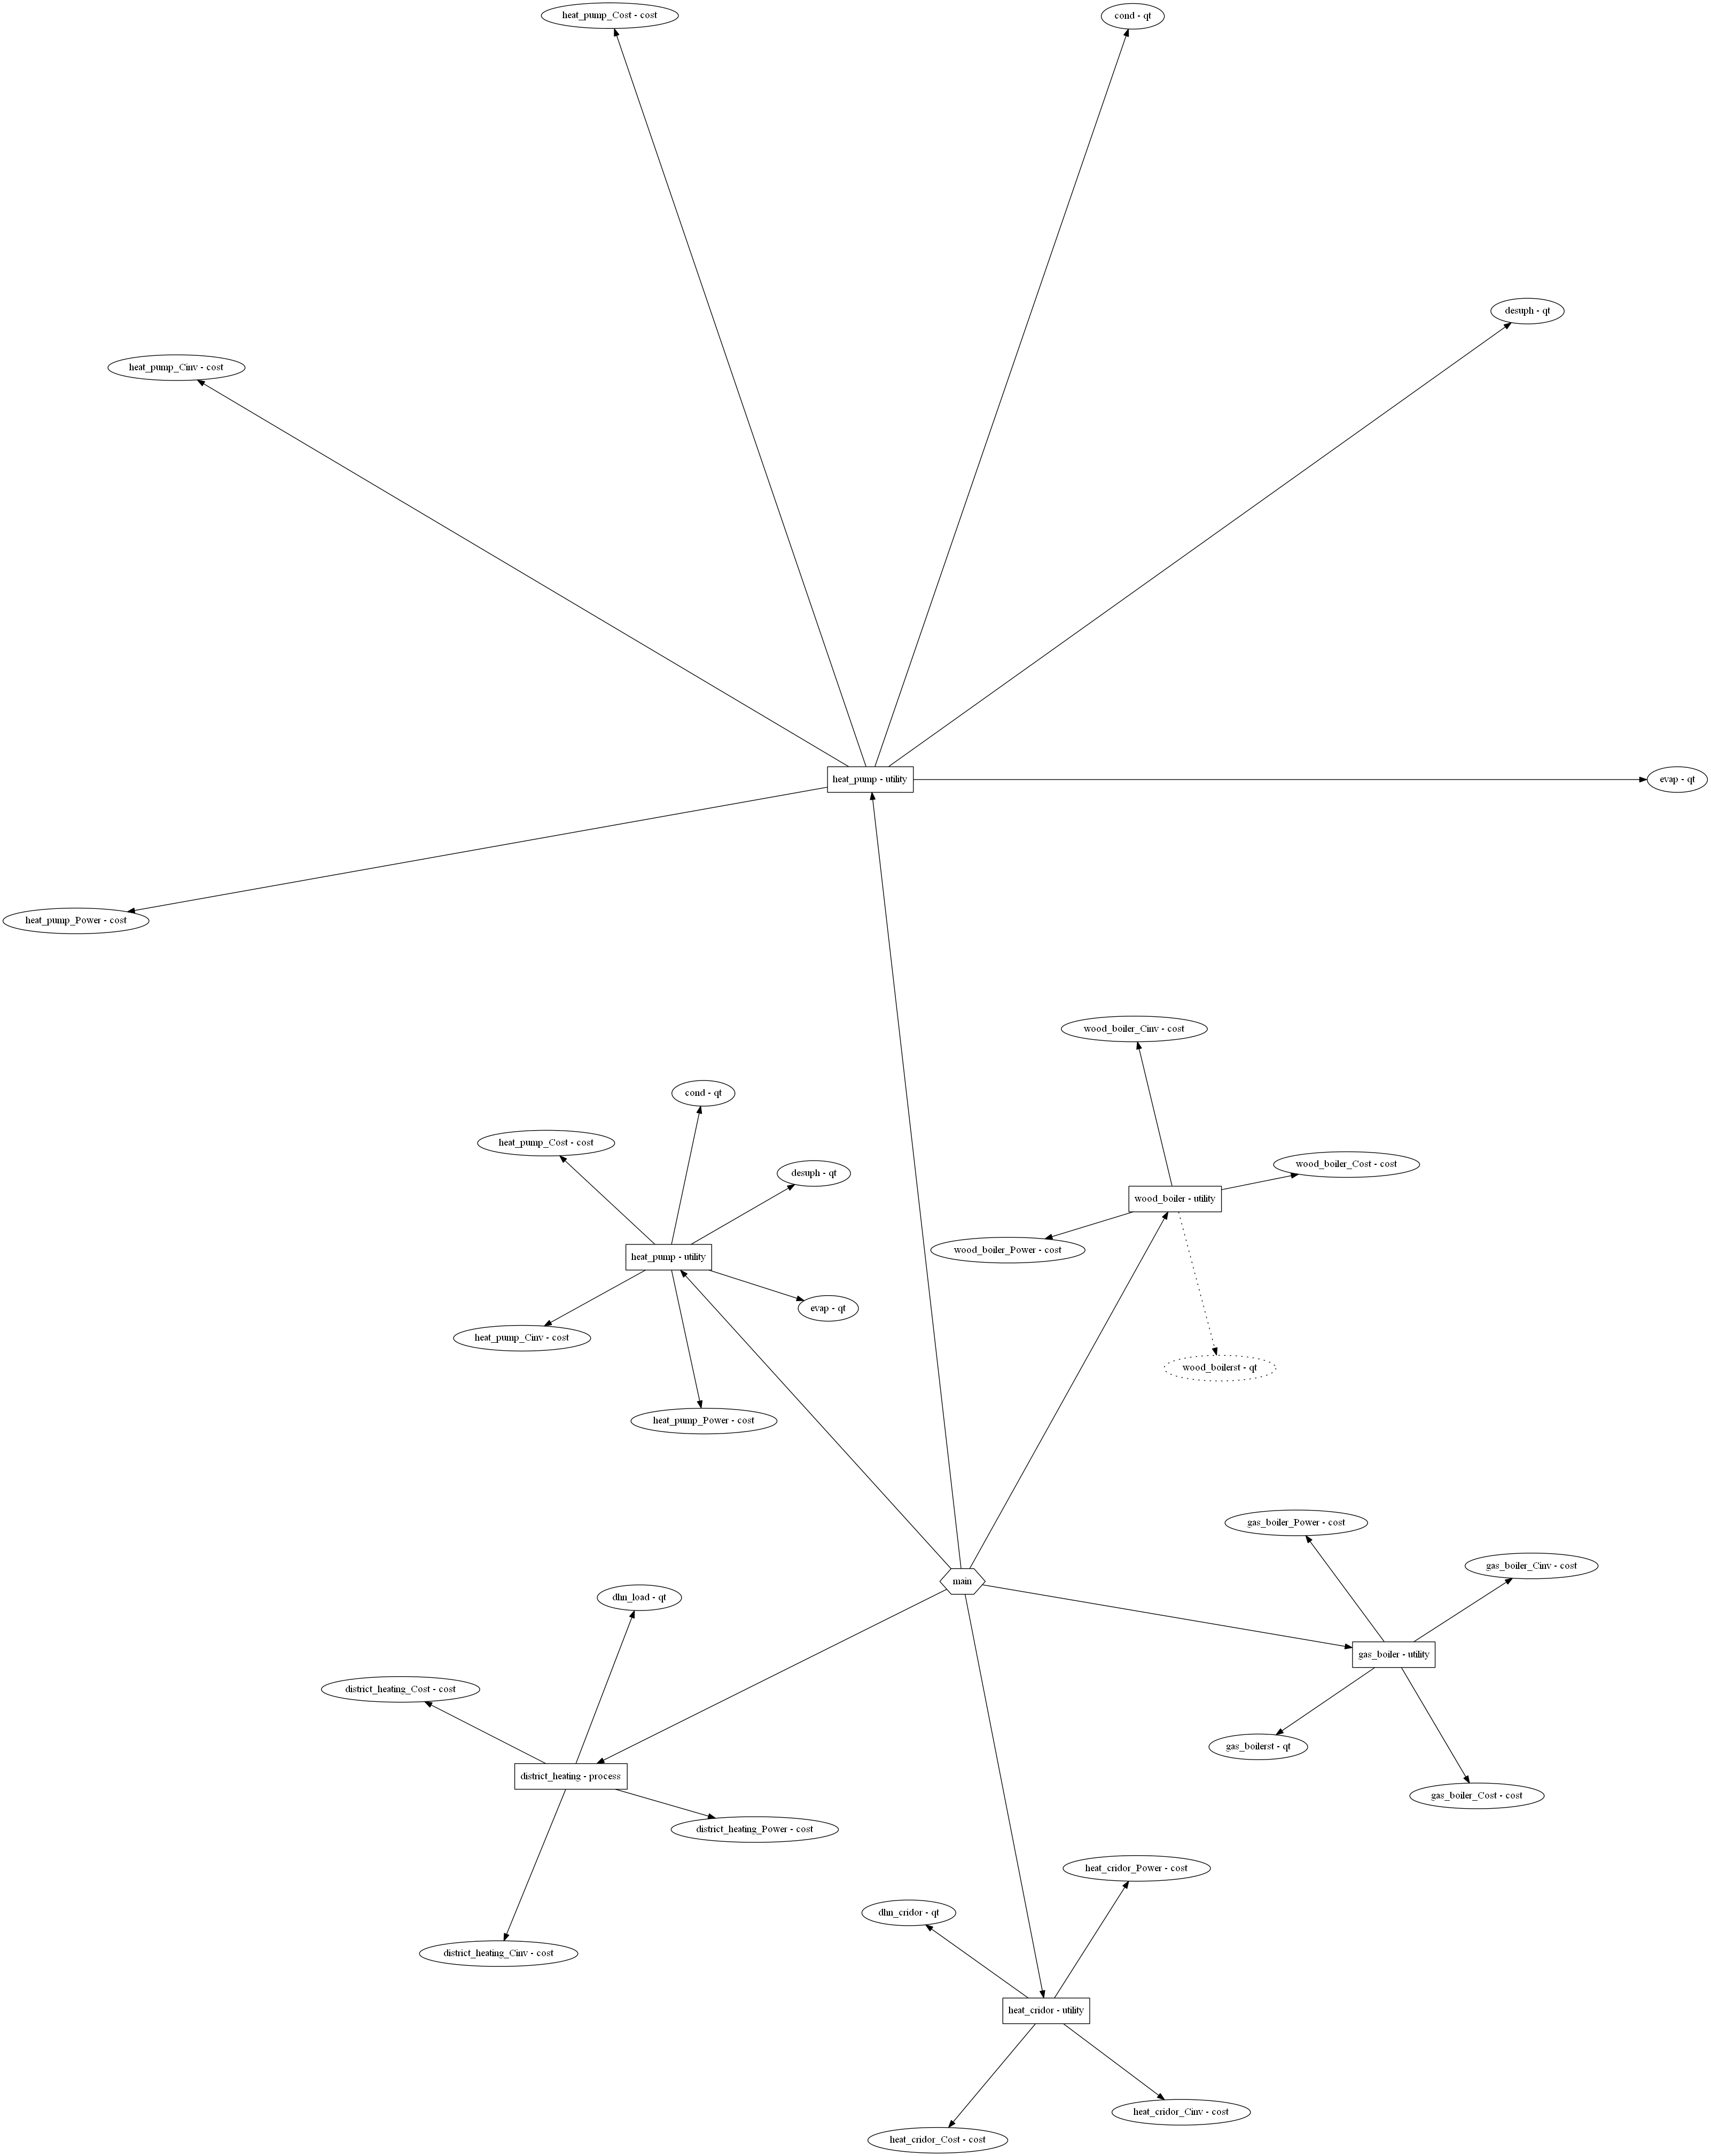 heat_pump_Cost - cost
cond - qt
desuph - qt
heat_pump_Cinv - cost
heat_pump - utility
evap - qt
heat_pump_Power - cost
wood_boiler_Cinv - cost
cond - qt
heat_pump_Cost - cost
wood_boiler_Cost - cost
desuph - qt
wood_boiler - utility
wood_boiler_Power - cost
heat_pump - utility
evap - qt
heat_pump_Cinv - cost
wood_boilerst - qt
heat_pump_Power - cost
gas_boiler_Power - cost
gas_boiler_Cinv - cost
main
dhn_load - qt
gas_boiler - utility
district_heating_Cost - cost
gas_boilerst - qt
district_heating - process
gas_boiler_Cost - cost
district_heating_Power - cost
heat_cridor_Power - cost
dhn_cridor - qt
district_heating_Cinv - cost
heat_cridor - utility
heat_cridor_Cinv - cost
heat_cridor_Cost - cost